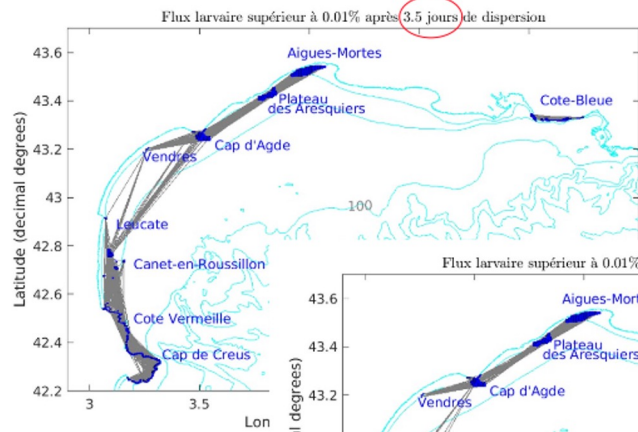 Flux larvaire supérieur à 0.01% après 3.5 jours de dispersion
43.6
43.4
43.2
43
42.8
42.6
42.4
42.2
Latitude (decimal degrees)
Aigues-Mortes
Plateau
des Aresquiers
Cote-Bleue
Cap d'Agde
Vendres
100
Leucate
Canet-en-Roussillon
Cote Vermeille
Cap de Creus
3
3.5
Lon
Flux larvaire supérieur à 0.01%
43.6
43.4
43.2
degrees)
Aigues-Mort
Plateau
des Aresquiers
Cap d'Agde
Vendres